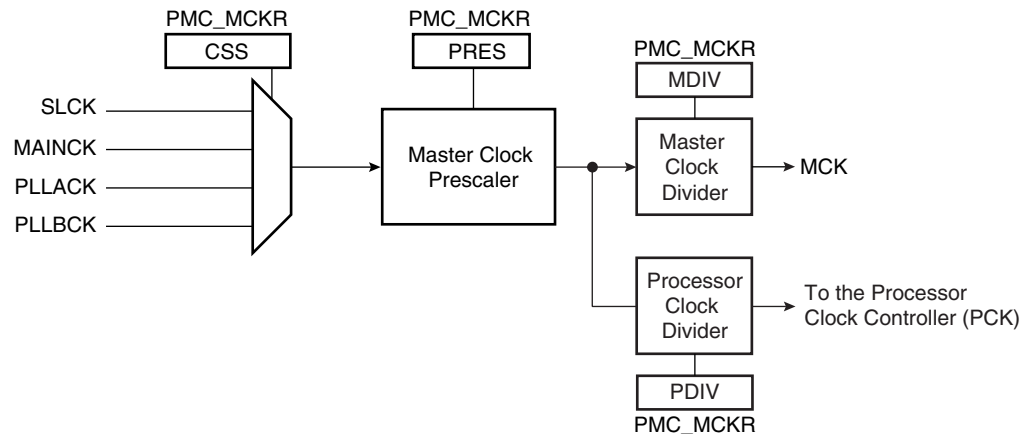 PMC_MCKR
CSS
PMC_MCKR
PRES
PMC_MCKR
MDIV
SLCK
MAINCK
PLLACK
PLLBCK
Master Clock
Prescaler
Master
Clock
Divider
MCK
Processor
Clock
Divider
To the Processor
Clock Controller (PCK)
PDIV
PMC_MCKR